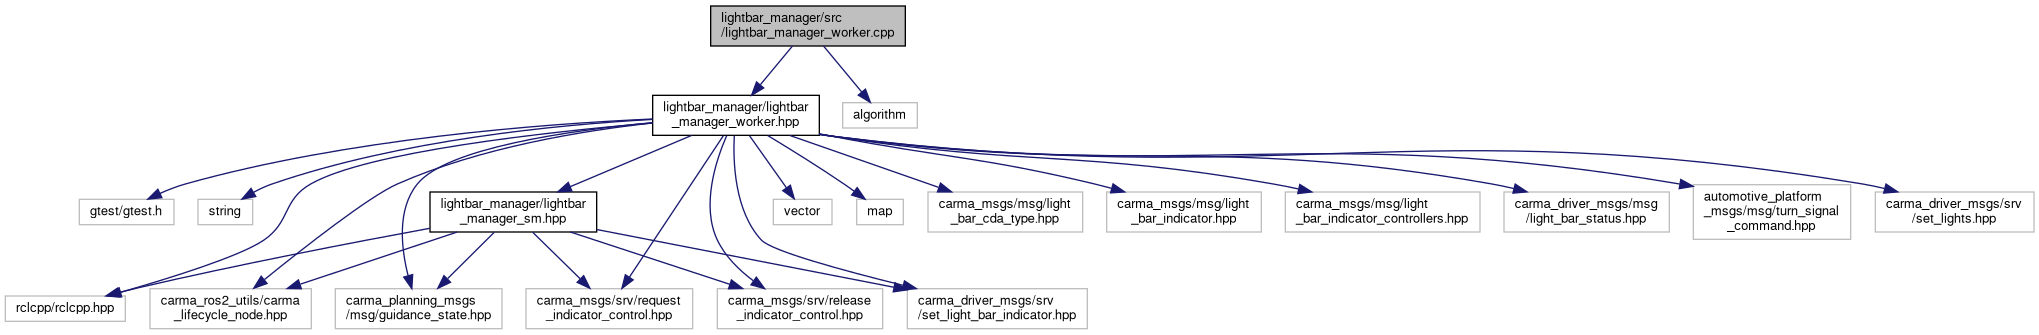 lightbar_manager/src
/lightbar_manager_worker.cpp
lightbar_manager/lightbar
_manager_worker.hpp
algorithm
gtest/gtest.h
string
lightbar_manager/lightbar
_manager_sm.hpp
vector
map
carma_msgs/msg/light
_bar_cda_type.hpp
carma_msgs/msg/light
_bar_indicator.hpp
carma_msgs/msg/light
_bar_indicator_controllers.hpp
carma_driver_msgs/msg
/light_bar_status.hpp
automotive_platform
_msgs/msg/turn_signal
_command.hpp
carma_driver_msgs/srv
/set_lights.hpp
rclcpp/rclcpp.hpp
carma_ros2_utils/carma
_lifecycle_node.hpp
carma_planning_msgs
/msg/guidance_state.hpp
carma_msgs/srv/request
_indicator_control.hpp
carma_msgs/srv/release
_indicator_control.hpp
carma_driver_msgs/srv
/set_light_bar_indicator.hpp